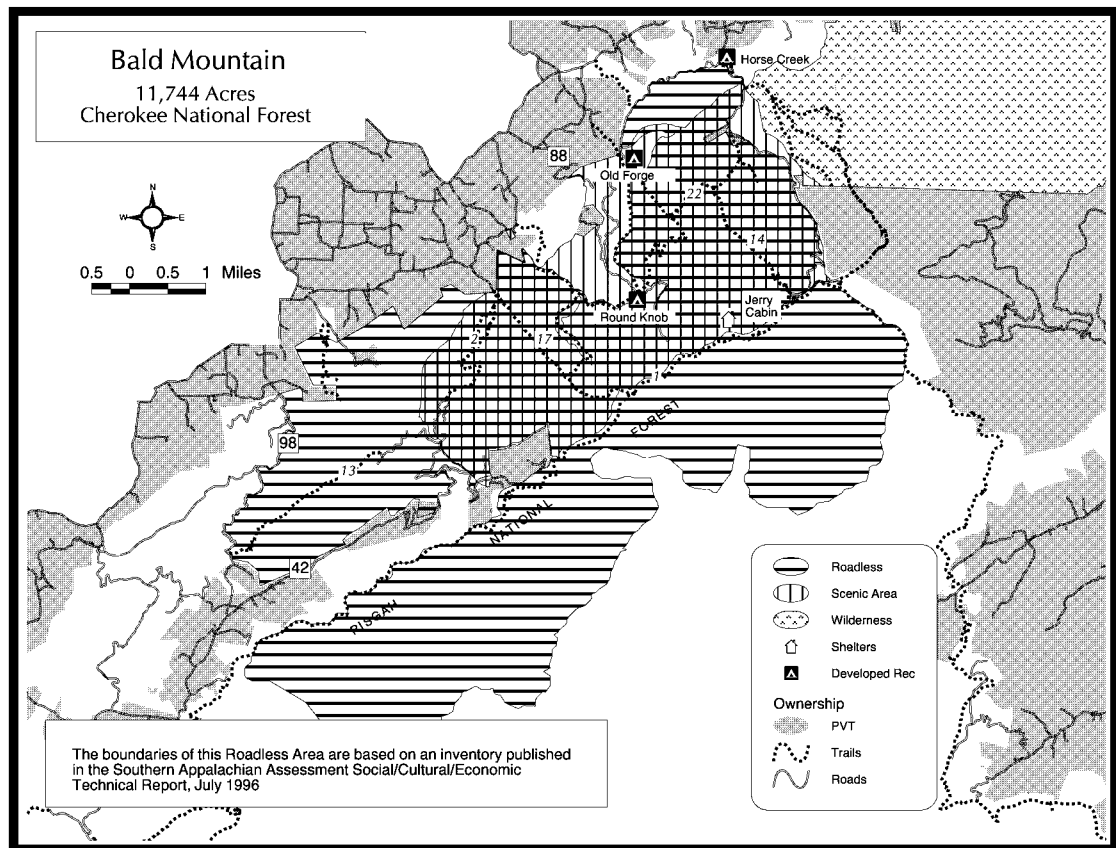 Bald Mountain
11,744 Acres
Cherokee National Forest
Horse Creek
88
Old Forge
22
N
W E
S
14
0.5 0 0.5 1 Miles
Jerry
Cabin
Round Knob
2
17
1
FOREST
98
13
NATIONAL
42
PISGAH
Roadless
Scenic Area
Wilderness
Shelters
Developed Rec
Ownership
PVT
Trails
Roads
The boundaries of this Roadless Area are based on an inventory published
in the Southern Appalachian Assessment Social/Cultural/Economic
Technical Report, July 1996